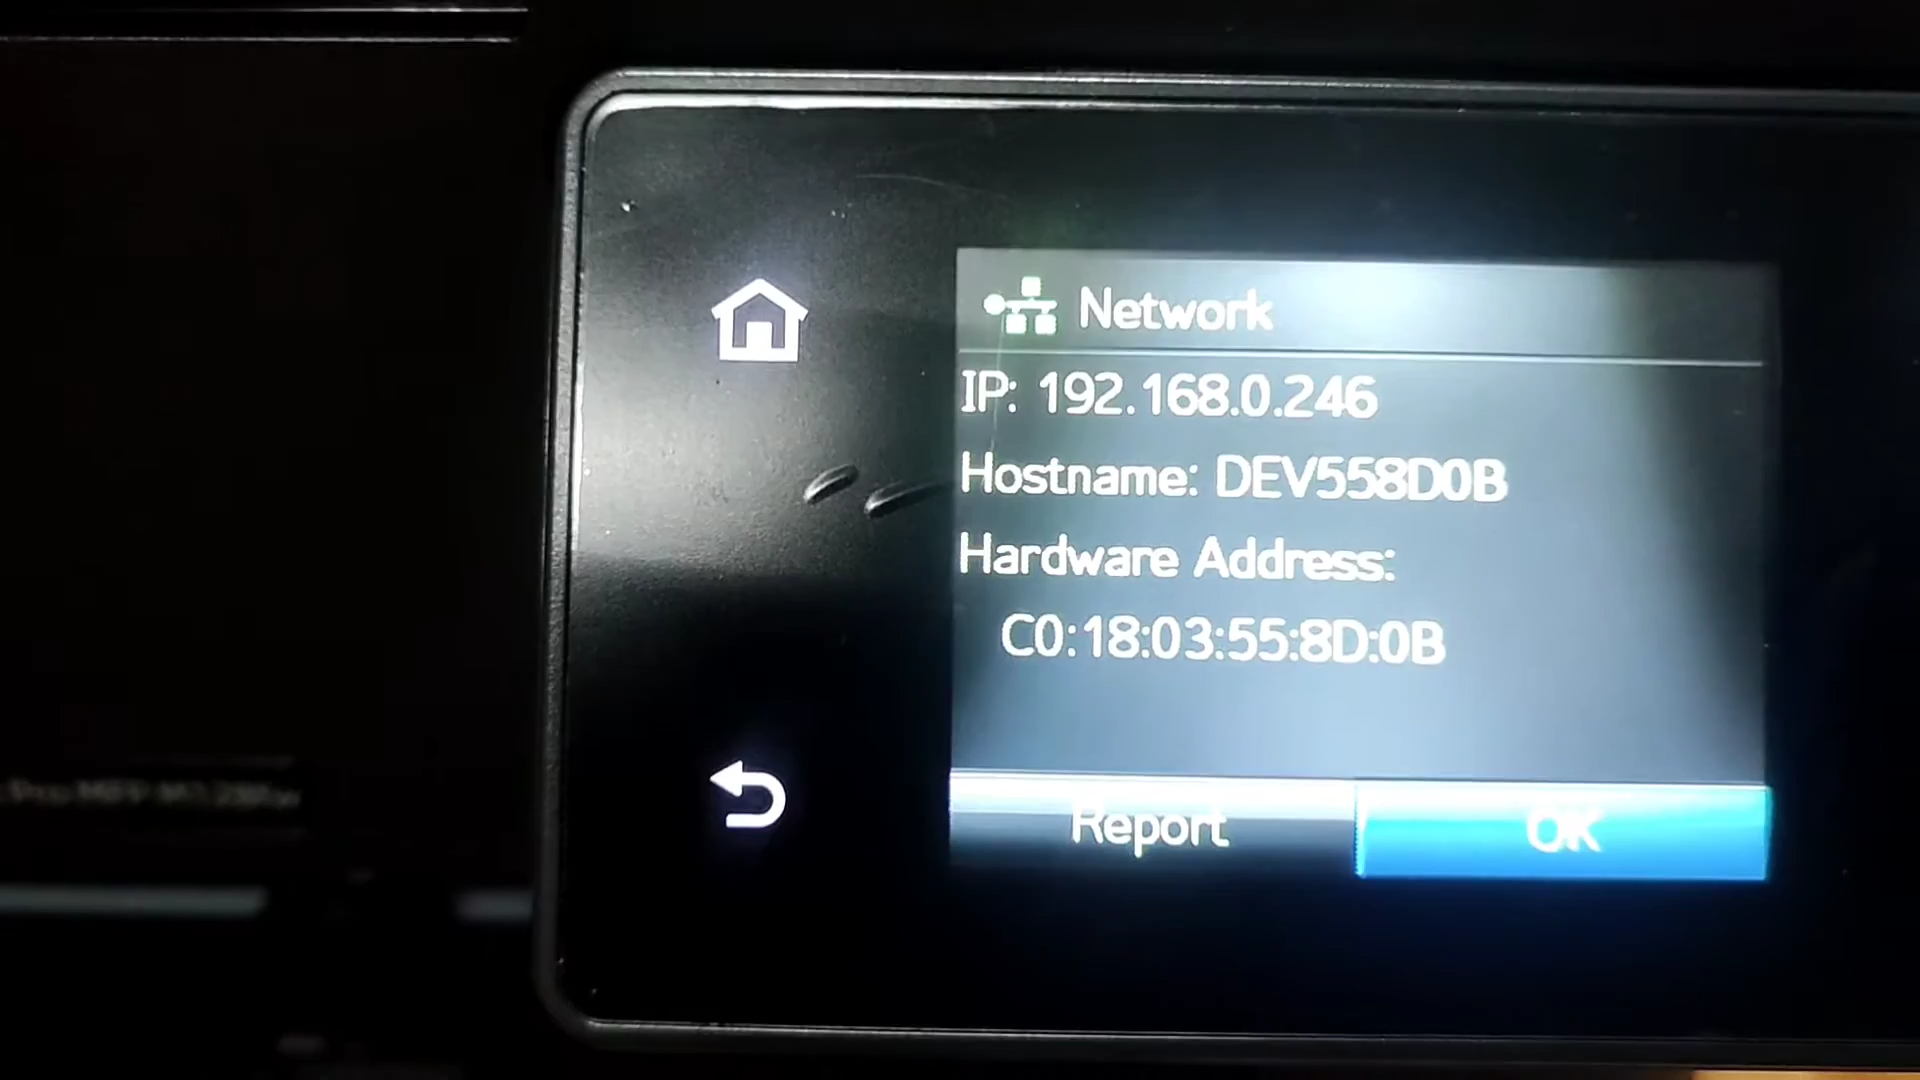 Network
IP: 192.168.0.246
Hostname: DEV558D0B
Hardware Address:
C0:18:03:55:8D:0B
Report
OK